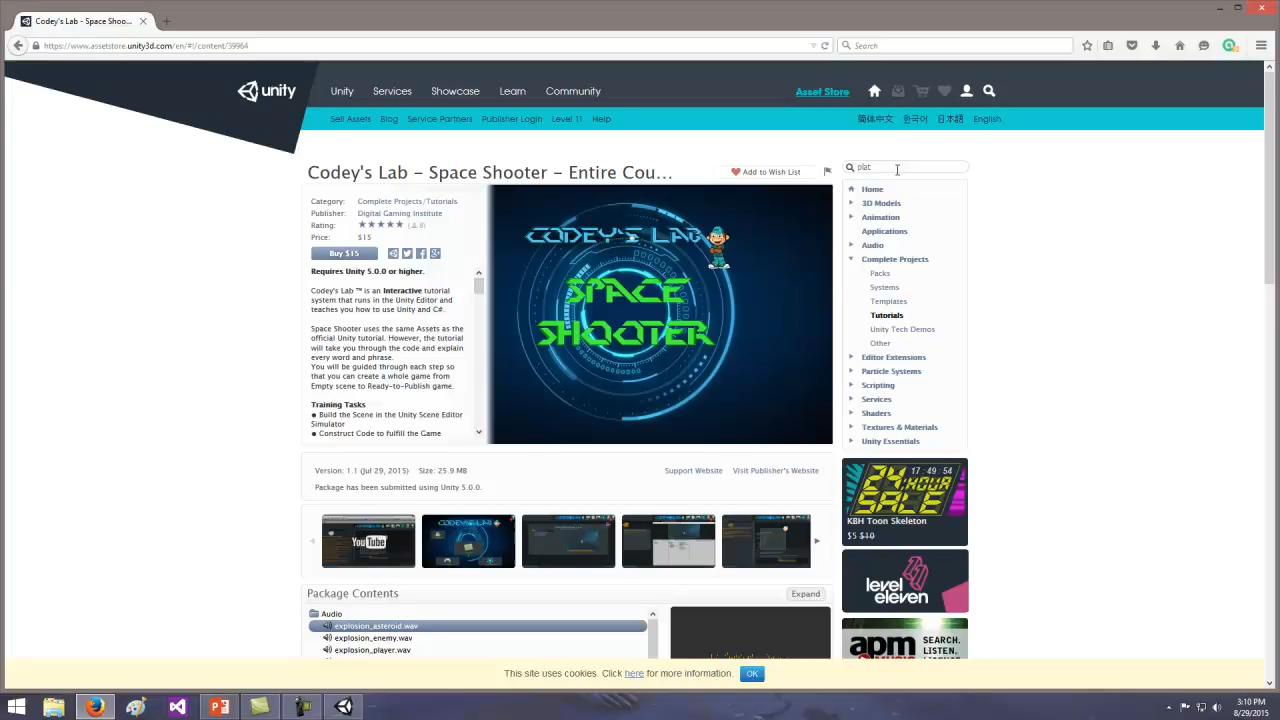 Codey's Lab - Space Shoo...
https://www.assetstore.unity3d.com/en/#!/content/39964
Search
unity
Unity Services Showcase Learn Community
Asset Store
Sell Assets Blog Service Partners Publisher Login Level 11 Help
简体中文 한국어 日本語 English
Codey's Lab – Space Shooter – Entire Cou...
Add to Wish List
plat
Category: Complete Projects/Tutorials
Publisher: Digital Gaming Institute
Rating: (8)
Price: $15
Buy $15
Requires Unity 5.0.0 or higher.
Codey's Lab ™ is an Interactive tutorial
system that runs in the Unity Editor and
teaches you how to use Unity and C#.
Space Shooter uses the same Assets as the
official Unity tutorial. However, the tutorial
will take you through the code and explain
every word and phrase.
You will be guided through each step so
that you can create a whole game from
Empty scene to Ready-to-Publish game.
Training Tasks
● Build the Scene in the Unity Scene Editor
Simulator
● Construct Code to Fulfill the Game
CODEY'S LAB
SPACE
SHOOTER
Home
3D Models
Animation
Applications
Audio
Complete Projects
Packs
Systems
Templates
Tutorials
Unity Tech Demos
Other
Editor Extensions
Particle Systems
Scripting
Services
Shaders
Textures & Materials
Unity Essentials
Version: 1.1 (Jul 29, 2015) Size: 25.9 MB
Support Website Visit Publisher's Website
Package has been submitted using Unity 5.0.0.
You Tube
CODEY'S LAB
17 : 49 : 54
24 HOUR
SALE
KBH Toon Skeleton
$5 $10
level
eleven
apm
MUSIC
SEARCH.
LISTEN.
Package Contents
Expand
Audio
explosion_asteroid.wav
explosion_enemy.wav
explosion_player.wav
This site uses cookies. Click here for more information.
OK
3:10 PM
8/29/2015